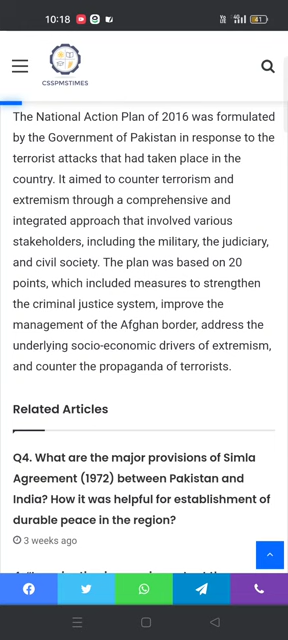 10:18
41
CSSPMSTIMES
The National Action Plan of 2016 was formulated
by the Government of Pakistan in response to the
terrorist attacks that had taken place in the
country. It aimed to counter terrorism and
extremism through a comprehensive and
integrated approach that involved various
stakeholders, including the military, the judiciary,
and civil society. The plan was based on 20
points, which included measures to strengthen
the criminal justice system, improve the
management of the Afghan border, address the
underlying socio-economic drivers of extremism,
and counter the propaganda of terrorists.
Related Articles
Q4. What are the major provisions of Simla
Agreement (1972) between Pakistan and
India? How it was helpful for establishment of
durable peace in the region?
3 weeks ago